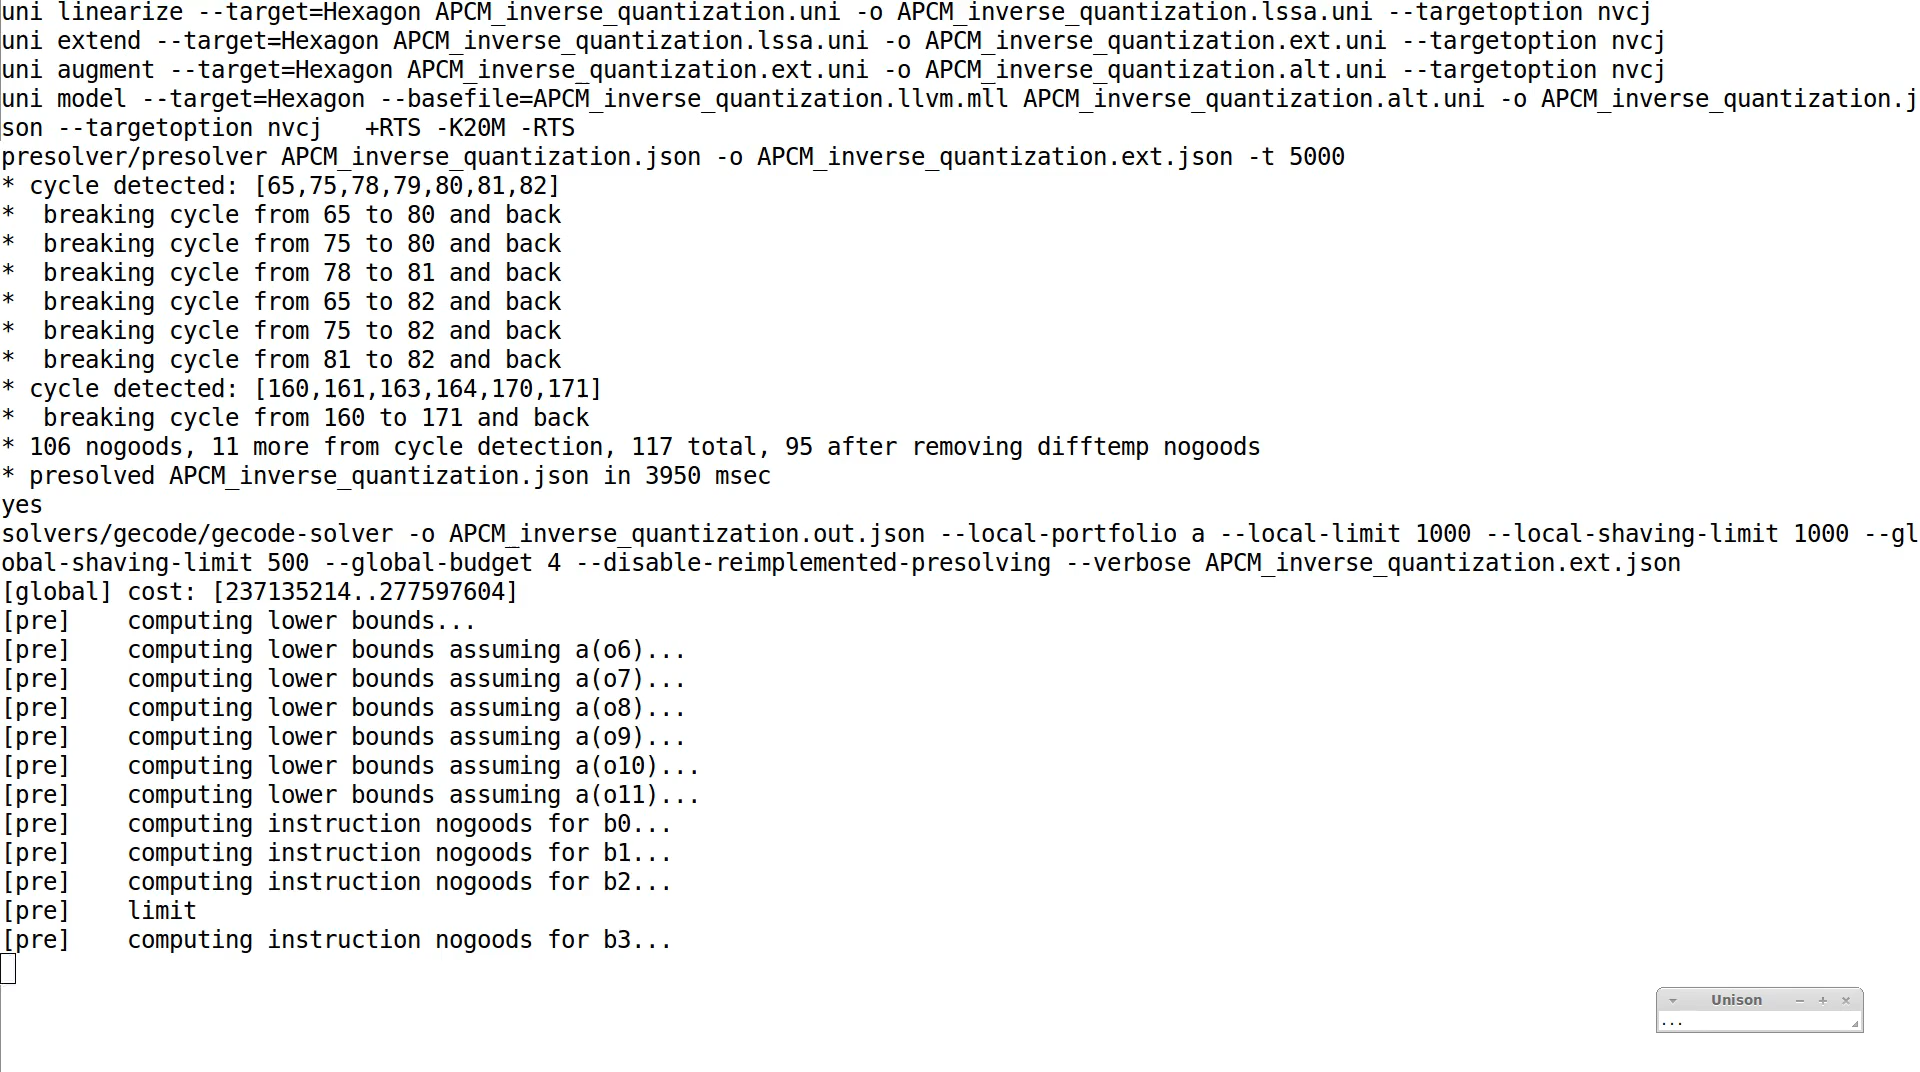 uni linearize --target=Hexagon APCM_inverse_quantization.uni -o APCM_inverse_quantization.lssa.uni --targetoption nvcj
uni extend --target=Hexagon APCM_inverse_quantization.lssa.uni -o APCM_inverse_quantization.ext.uni --targetoption nvcj
uni augment --target=Hexagon APCM_inverse_quantization.ext.uni -o APCM_inverse_quantization.alt.uni --targetoption nvcj
uni model --target=Hexagon --basefile=APCM_inverse_quantization.llvm.mll APCM_inverse_quantization.alt.uni -o APCM_inverse_quantization.j
son --targetoption nvcj   +RTS -K20M -RTS
presolver/presolver APCM_inverse_quantization.json -o APCM_inverse_quantization.ext.json -t 5000
* cycle detected: [65,75,78,79,80,81,82]
*  breaking cycle from 65 to 80 and back
*  breaking cycle from 75 to 80 and back
*  breaking cycle from 78 to 81 and back
*  breaking cycle from 65 to 82 and back
*  breaking cycle from 75 to 82 and back
*  breaking cycle from 81 to 82 and back
* cycle detected: [160,161,163,164,170,171]
*  breaking cycle from 160 to 171 and back
* 106 nogoods, 11 more from cycle detection, 117 total, 95 after removing difftemp nogoods
* presolved APCM_inverse_quantization.json in 3950 msec
yes
solvers/gecode/gecode-solver -o APCM_inverse_quantization.out.json --local-portfolio a --local-limit 1000 --local-shaving-limit 1000 --gl
obal-shaving-limit 500 --global-budget 4 --disable-reimplemented-presolving --verbose APCM_inverse_quantization.ext.json
[global] cost: [237135214..277597604]
[pre]    computing lower bounds...
[pre]    computing lower bounds assuming a(o6)...
[pre]    computing lower bounds assuming a(o7)...
[pre]    computing lower bounds assuming a(o8)...
[pre]    computing lower bounds assuming a(o9)...
[pre]    computing lower bounds assuming a(o10)...
[pre]    computing lower bounds assuming a(o11)...
[pre]    computing instruction nogoods for b0...
[pre]    computing instruction nogoods for b1...
[pre]    computing instruction nogoods for b2...
[pre]    limit
[pre]    computing instruction nogoods for b3...
Unison
...